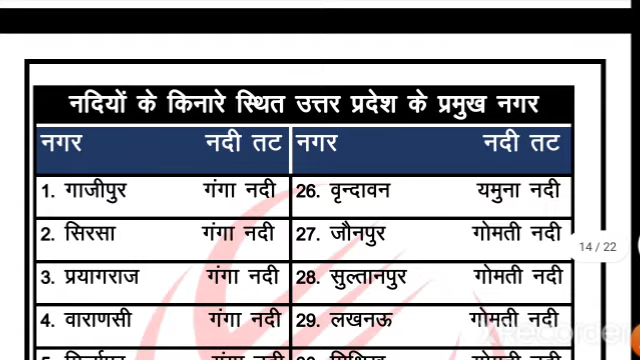 नदियों के किनारे स्थित उत्तर प्रदेश के प्रमुख नगर
नगर नदी तट नगर नदी तट
1. गाजीपुर गंगा नदी 26. वृन्दावन यमुना नदी
2. सिरसा गंगा नदी 27. जौनपुर गोमती नदी
3. प्रयागराज गंगा नदी 28. सुल्तानपुर गोमती नदी
4. वाराणसी गंगा नदी 29. लखनऊ गोमती नदी
14 / 22